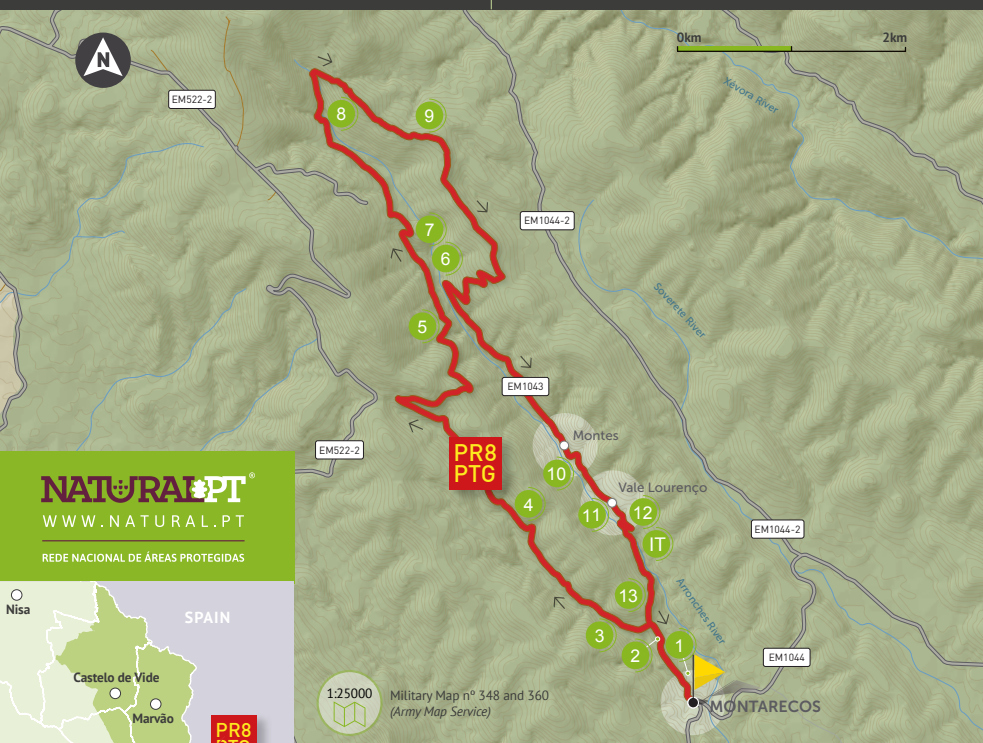 N
0km
2km
EM522-2
Xévora River
8
9
EM1044-2
7
6
Soverete River
5
EM1043
Montes
EM522-2
PR8
PTG
10
Vale Lourenço
4
11
12
IT
EM1044-2
13
Arronches River
3
2
1
EM1044
MONTARECOS
1:25000
Military Map nº 348 and 360
(Army Map Service)
NATURAL.PT®
WWW.NATURAL.PT
REDE NACIONAL DE ÁREAS PROTEGIDAS
Nisa
SPAIN
Castelo de Vide
Marvão
PR8
PTG